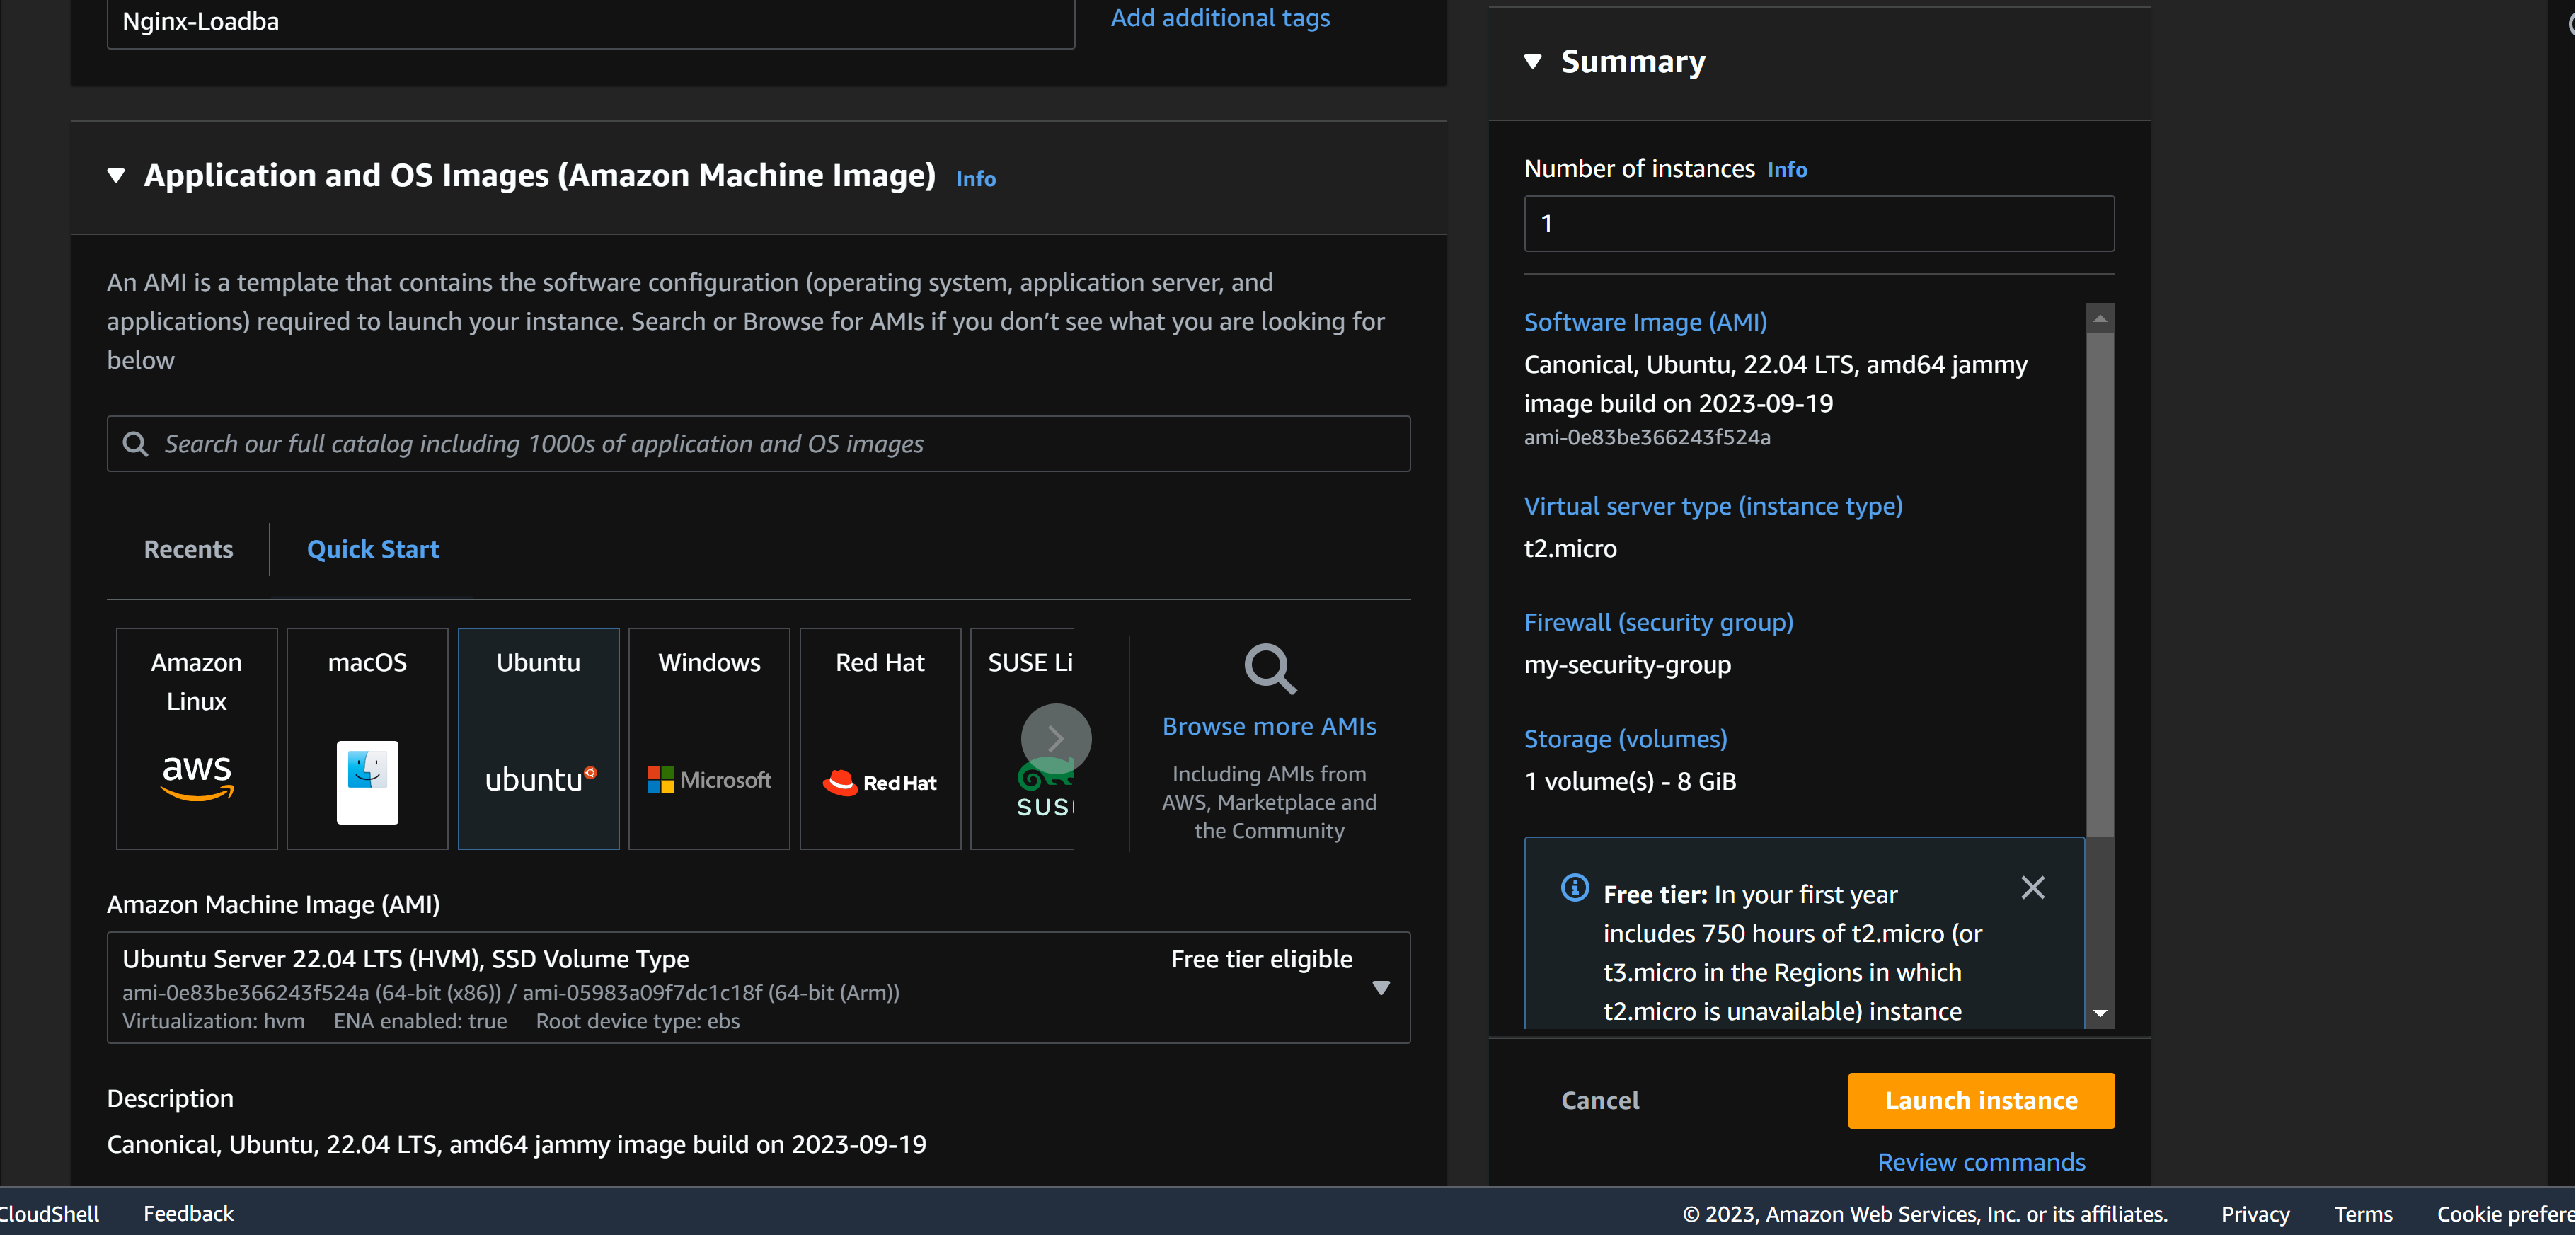 Nginx-Loadba
Add additional tags
Application and OS Images (Amazon Machine Image) Info
An AMI is a template that contains the software configuration (operating system, application server, and
applications) required to launch your instance. Search or Browse for AMIs if you don’t see what you are looking for
below
Search our full catalog including 1000s of application and OS images
Recents
Quick Start
Amazon
Linux
aws
macOS
Ubuntu
ubuntu
Windows
Microsoft
Red Hat
Red Hat
SUSE Li
SUS
Browse more AMIs
Including AMIs from
AWS, Marketplace and
the Community
Amazon Machine Image (AMI)
Ubuntu Server 22.04 LTS (HVM), SSD Volume Type
Free tier eligible
ami-0e83be366243f524a (64-bit (x86)) / ami-05983a09f7dc1c18f (64-bit (Arm))
Virtualization: hvm ENA enabled: true Root device type: ebs
Description
Canonical, Ubuntu, 22.04 LTS, amd64 jammy image build on 2023-09-19
Summary
Number of instances Info
1
Software Image (AMI)
Canonical, Ubuntu, 22.04 LTS, amd64 jammy
image build on 2023-09-19
ami-0e83be366243f524a
Virtual server type (instance type)
t2.micro
Firewall (security group)
my-security-group
Storage (volumes)
1 volume(s) - 8 GiB
Free tier: In your first year
includes 750 hours of t2.micro (or
t3.micro in the Regions in which
t2.micro is unavailable) instance
Cancel
Launch instance
Review commands
CloudShell
Feedback
© 2023, Amazon Web Services, Inc. or its affiliates.
Privacy
Terms
Cookie prefere